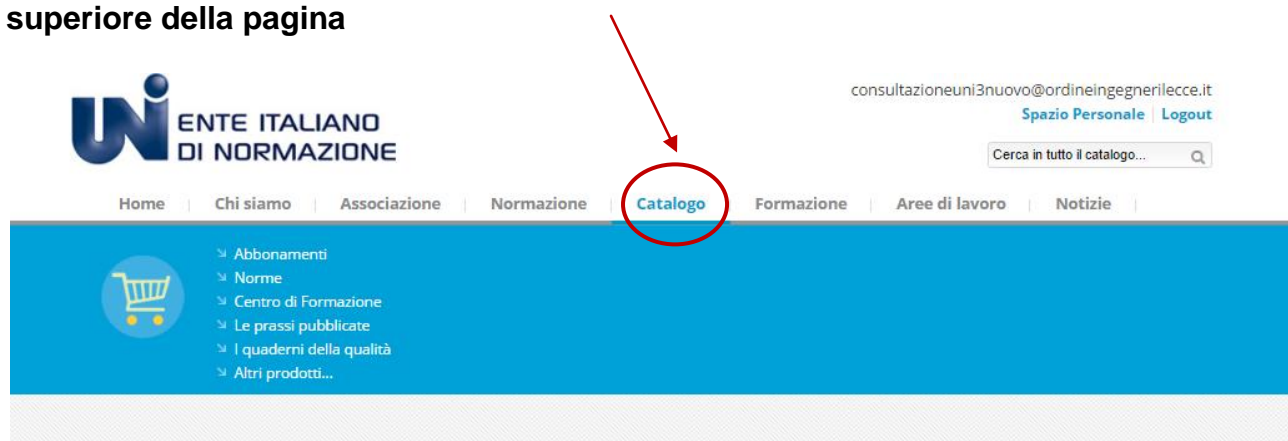 superiore della pagina
consultazioneuni3nuovo@ordineingegnerilecce.it
Spazio Personale | Logout
UNI ENTE ITALIANO
DI NORMAZIONE
Cerca in tutto il catalogo...
Home | Chi siamo | Associazione | Normazione | Catalogo | Formazione | Aree di lavoro | Notizie |
Abbonamenti
Norme
Centro di Formazione
Le prassi pubblicate
I quaderni della qualità
Altri prodotti...